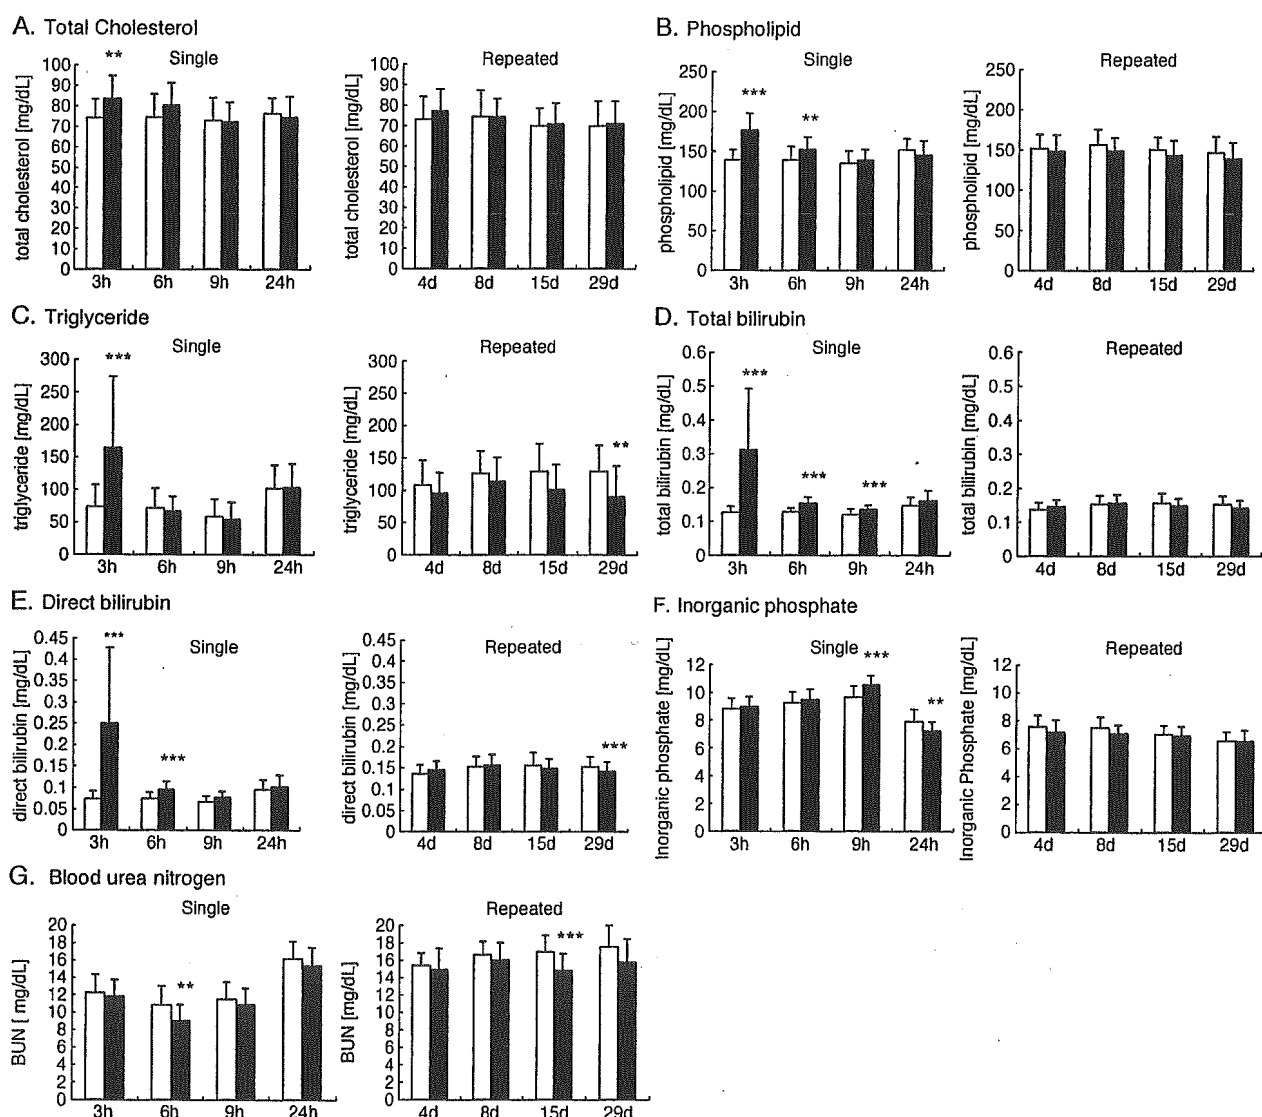 A. Total Cholesterol
Single
**
total cholesterol [mg/dL]
100
90
80
70
60
50
40
30
20
10
0
3h 6h 9h 24h
Repeated
total cholesterol [mg/dL]
100
90
80
70
60
50
40
30
20
10
0
4d 8d 15d 29d
B. Phospholipid
Single
***
**
phospholipid [mg/dL]
250
200
150
100
50
0
3h 6h 9h 24h
Repeated
phospholipid [mg/dL]
250
200
150
100
50
0
4d 8d 15d 29d
C. Triglyceride
Single
***
triglyceride [mg/dL]
300
250
200
150
100
50
0
3h 6h 9h 24h
Repeated
**
triglyceride [mg/dL]
300
250
200
150
100
50
0
4d 8d 15d 29d
D. Total bilirubin
Single
***
***
***
total bilirubin [mg/dL]
0.6
0.5
0.4
0.3
0.2
0.1
0
3h 6h 9h 24h
Repeated
total bilirubin [mg/dL]
0.6
0.5
0.4
0.3
0.2
0.1
0
4d 8d 15d 29d
E. Direct bilirubin
Single
***
***
direct bilirubin [mg/dL]
0.45
0.4
0.35
0.3
0.25
0.2
0.15
0.1
0.05
0
3h 6h 9h 24h
Repeated
***
direct bilirubin [mg/dL]
0.45
0.4
0.35
0.3
0.25
0.2
0.15
0.1
0.05
0
4d 8d 15d 29d
F. Inorganic phosphate
Single
***
**
Inorganic phosphate [mg/dL]
12
10
8
6
4
2
0
3h 6h 9h 24h
Repeated
Inorganic Phosphate [mg/dL]
12
10
8
6
4
2
0
4d 8d 15d 29d
G. Blood urea nitrogen
Single
**
BUN [ mg/dL]
20
18
16
14
12
10
8
6
4
2
0
3h 6h 9h 24h
Repeated
***
BUN [mg/dL]
20
18
16
14
12
10
8
6
4
2
0
4d 8d 15d 29d